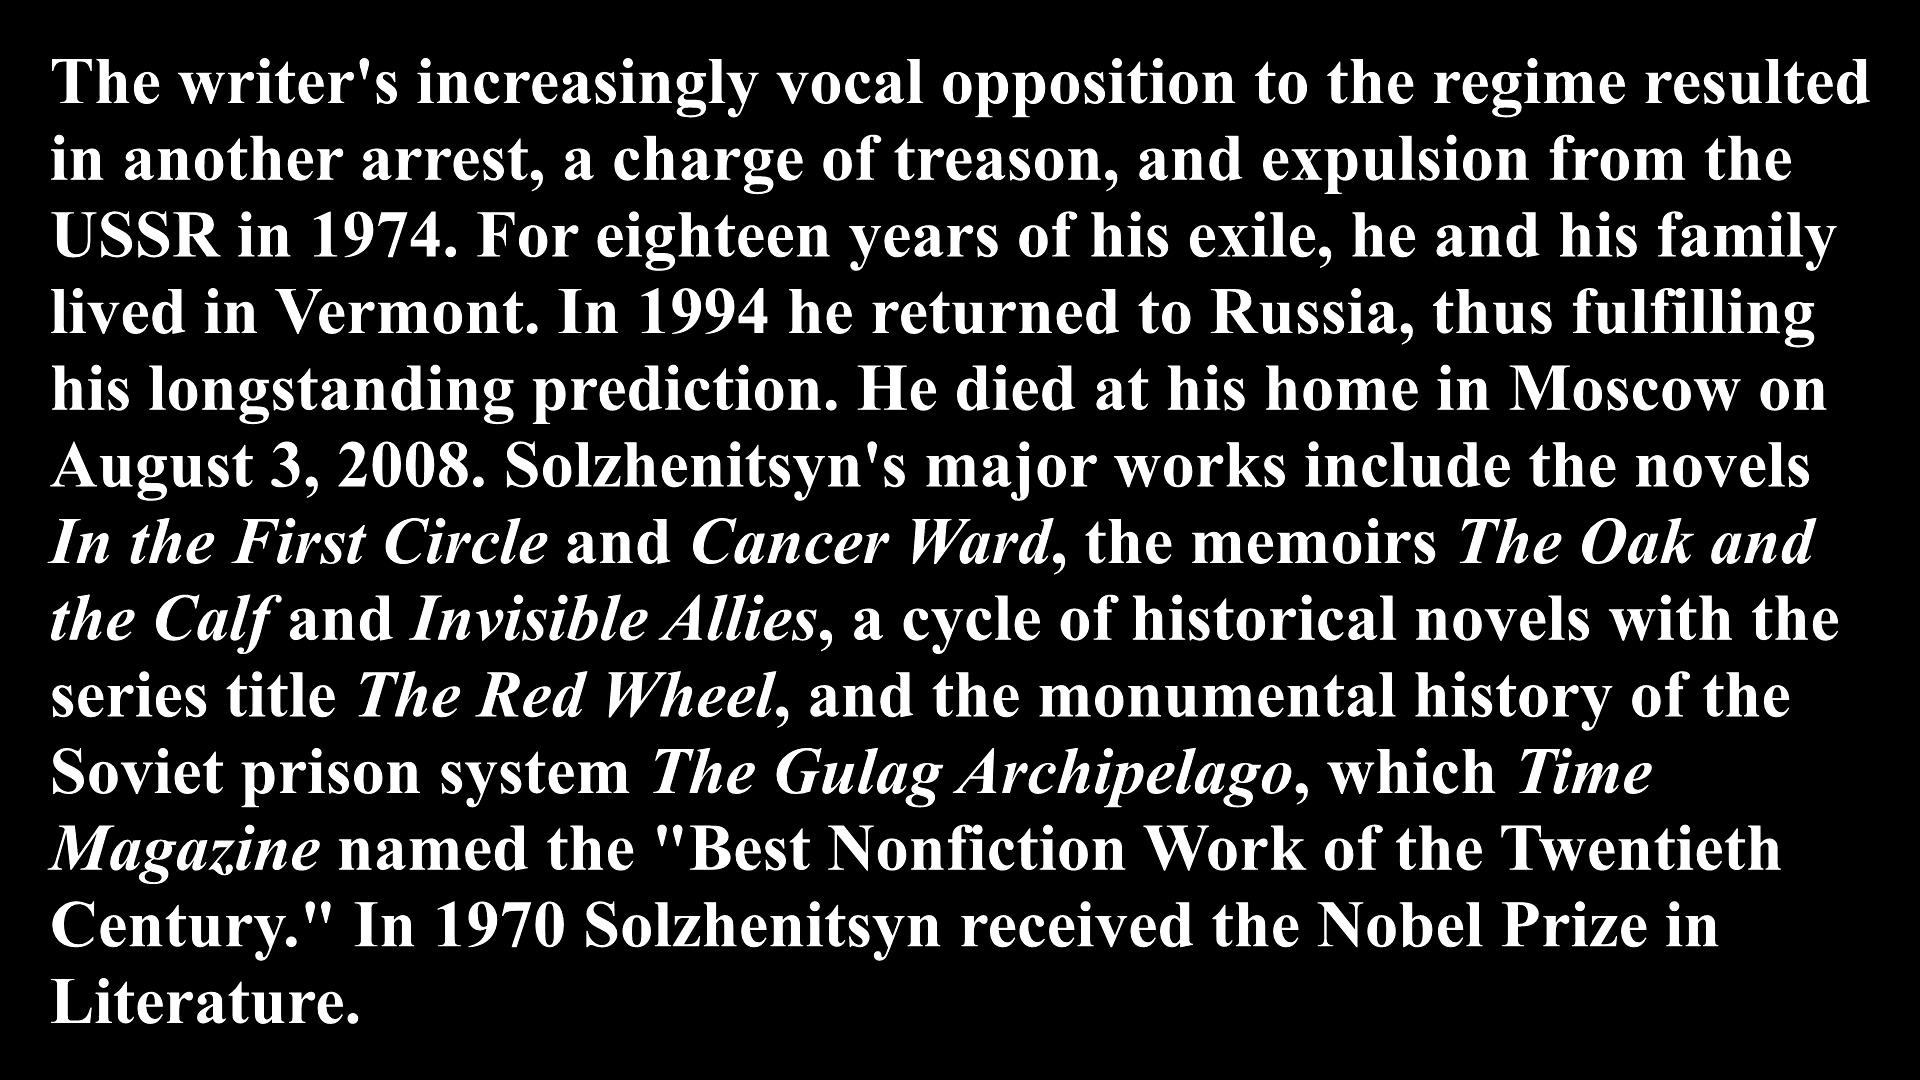 The writer's increasingly vocal opposition to the regime resulted
in another arrest, a charge of treason, and expulsion from the
USSR in 1974. For eighteen years of his exile, he and his family
lived in Vermont. In 1994 he returned to Russia, thus fulfilling
his longstanding prediction. He died at his home in Moscow on
August 3, 2008. Solzhenitsyn's major works include the novels
In the First Circle and Cancer Ward, the memoirs The Oak and
the Calf and Invisible Allies, a cycle of historical novels with the
series title The Red Wheel, and the monumental history of the
Soviet prison system The Gulag Archipelago, which Time
Magazine named the "Best Nonfiction Work of the Twentieth
Century." In 1970 Solzhenitsyn received the Nobel Prize in
Literature.